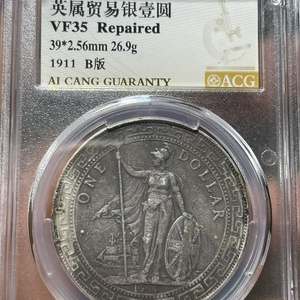 英属贸易银壹圆
VF35 Repaired
39*2.56mm 26.9g
1911 B版
AI CANG GUARANTY
ACG
ONE DOLLAR